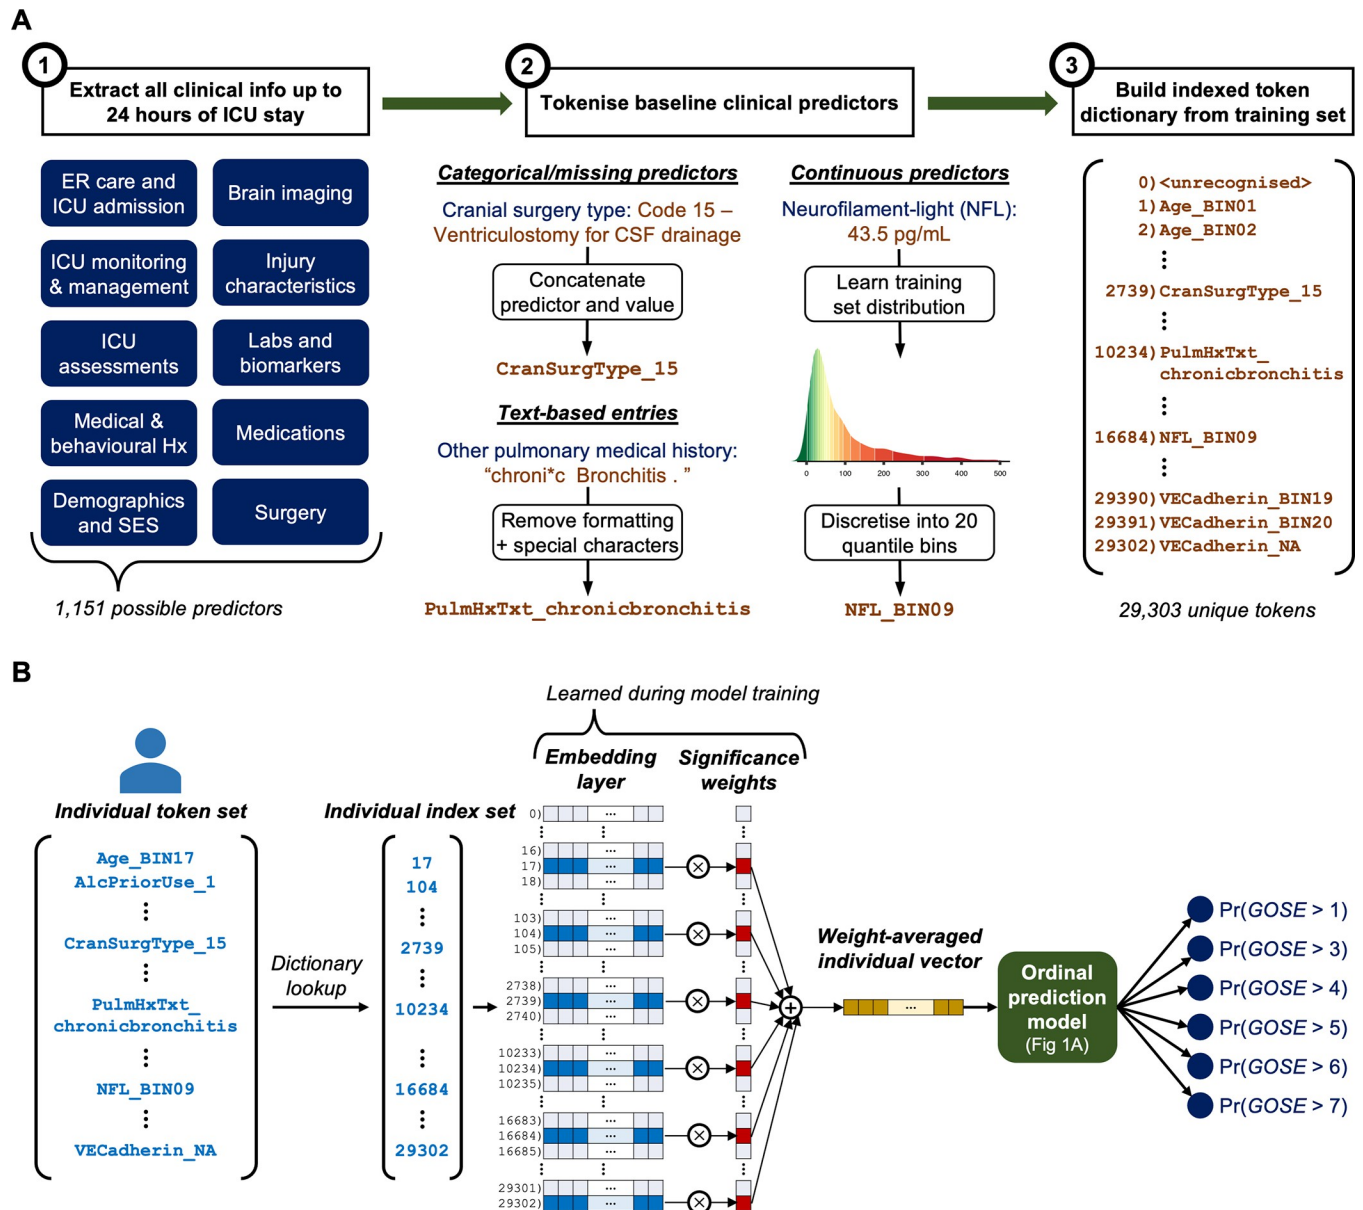 A
1
Extract all clinical info up to
24 hours of ICU stay
2
Tokenise baseline clinical predictors
3
Build indexed token
dictionary from training set
ER care and
ICU admission
Brain imaging
ICU monitoring
& management
Injury
characteristics
ICU
assessments
Labs and
biomarkers
Medical &
behavioural Hx
Medications
Demographics
and SES
Surgery
1,151 possible predictors
Categorical/missing predictors
Cranial surgery type: Code 15 –
Ventriculostomy for CSF drainage
Concatenate
predictor and value
CranSurgType_15
Text-based entries
Other pulmonary medical history:
“chroni*c Bronchitis . ”
Remove formatting
+ special characters
PulmHxTxt_chronicbronchitis
Continuous predictors
Neurofilament-light (NFL):
43.5 pg/mL
Learn training
set distribution
0 100 200 300 400 500
Discretise into 20
quantile bins
NFL_BIN09
0) <unrecognised>
1) Age_BIN01
2) Age_BIN02
⋮
2739) CranSurgType_15
⋮
10234) PulmHxTxt_
chronicbronchitis
⋮
16684) NFL_BIN09
⋮
29390) VECadherin_BIN19
29391) VECadherin_BIN20
29302) VECadherin_NA
29,303 unique tokens
B
Individual token set
Age_BIN17
AlcPriorUse_1
⋮
CranSurgType_15
⋮
PulmHxTxt_
chronicbronchitis
⋮
NFL_BIN09
⋮
VECadherin_NA
Dictionary
lookup
Individual index set
17
104
⋮
2739
⋮
10234
⋮
16684
⋮
29302
Learned during model training
Embedding
layer
Significance
weights
0) ...
⋮
16) ...
17) ...
18) ...
⋮
103) ...
104) ...
105) ...
⋮
2738) ...
2739) ...
2740) ...
⋮
10233) ...
10234) ...
10235) ...
⋮
16683) ...
16684) ...
16685) ...
⋮
29301) ...
29302) ...
Weight-averaged
individual vector
...
Ordinal
prediction
model
(Fig 1A)
Pr(GOSE > 1)
Pr(GOSE > 3)
Pr(GOSE > 4)
Pr(GOSE > 5)
Pr(GOSE > 6)
Pr(GOSE > 7)